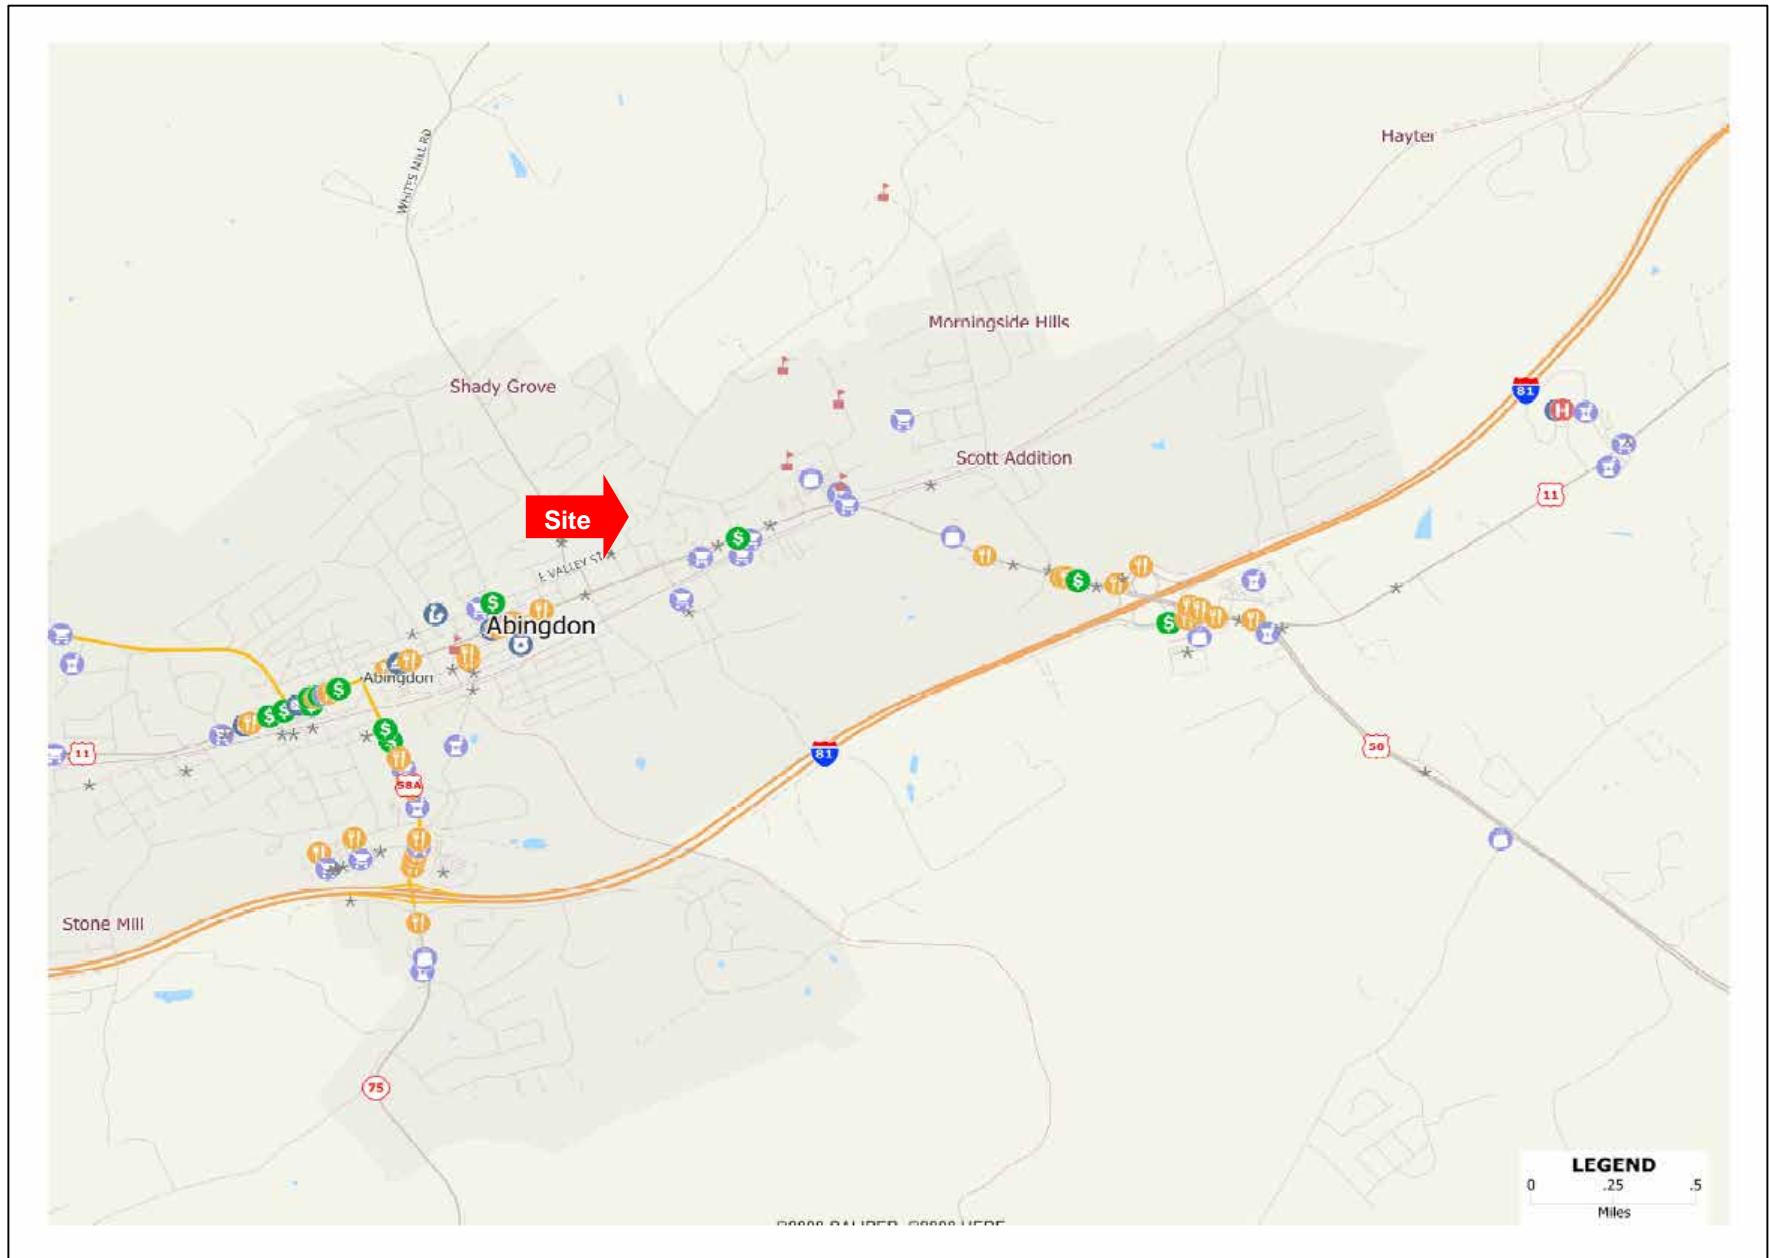 Hayter
WHITES MILL RD
Morningside Hills
Shady Grove
81
Scott Addition
11
Site
E VALLEY ST
Abingdon
Abingdon
11
81
50
58A
Stone Mill
75
LEGEND
0 .25 .5
Miles